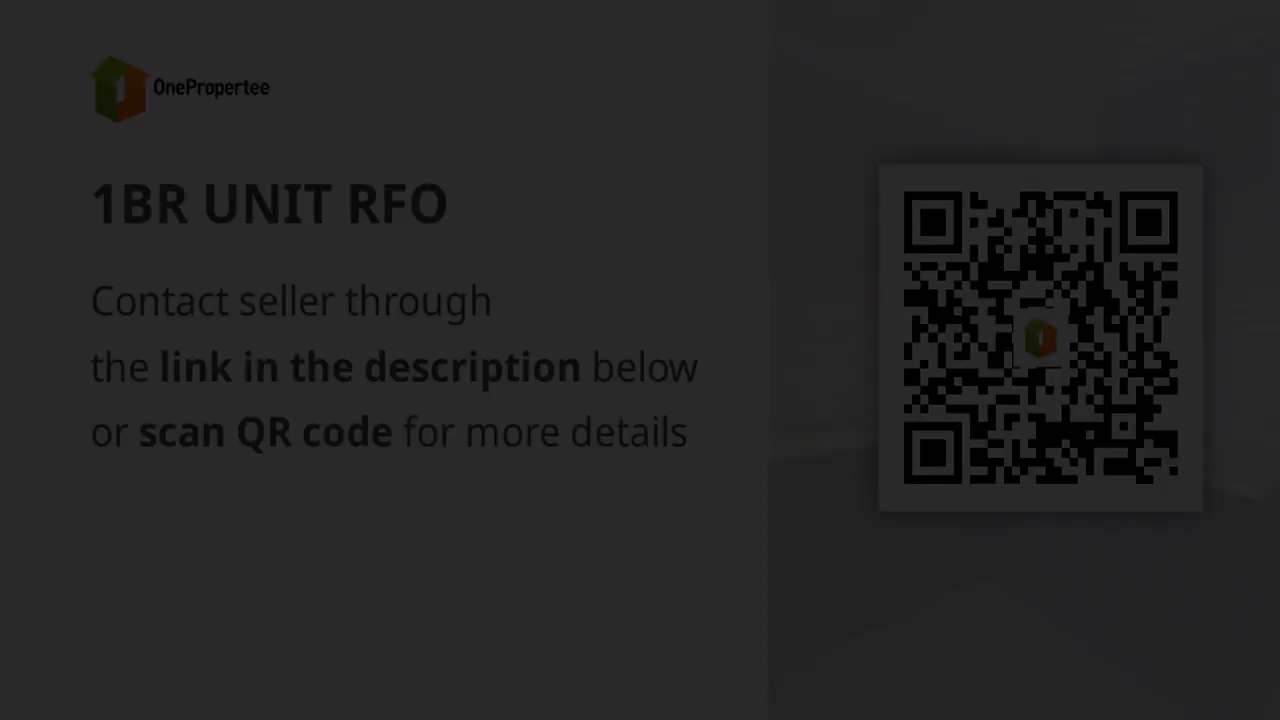 OnePropertee
1BR UNIT RFO
Contact seller through
the link in the description below
or scan QR code for more details